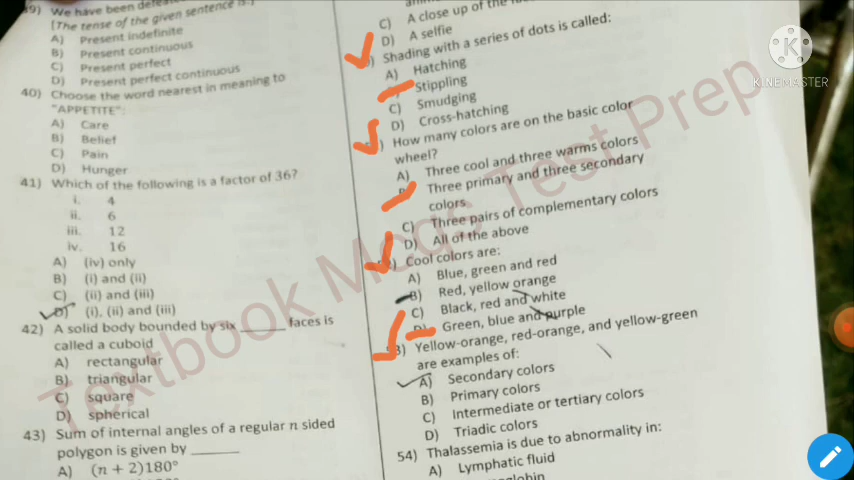 39) We have been
[The tense of the given sentence is:]
A) Present indefinite
B) Present continuous
C) Present perfect
D) Present perfect continuous
40) Choose the word nearest in meaning to
"APPETITE":
A) Care
B) Belief
C) Pain
D) Hunger
41) Which of the following is a factor of 36?
i. 4
ii. 6
iii. 12
iv. 16
A) (iv) only
B) (i) and (ii)
C) (ii) and (iii)
D) (i), (ii) and (iii)
42) A solid body bounded by six ______ faces is
called a cuboid
A) rectangular
B) triangular
C) square
D) spherical
43) Sum of internal angles of a regular n sided
polygon is given by ______
A) (n + 2)180°
C) A close up of the
D) A selfie
) Shading with a series of dots is called:
A) Hatching
Stippling
C) Smudging
D) Cross-hatching
) How many colors are on the basic color
wheel?
A) Three cool and three warms colors
B) Three primary and three secondary
colors
C) Three pairs of complementary colors
D) All of the above
) Cool colors are:
A) Blue, green and red
B) Red, yellow orange
C) Black, red and white
D) Green, blue and purple
53) Yellow-orange, red-orange, and yellow-green
are examples of:
A) Secondary colors
B) Primary colors
C) Intermediate or tertiary colors
D) Triadic colors
54) Thalassemia is due to abnormality in:
A) Lymphatic fluid
Textbook Mcqs Test Prep
K
KINEMASTER